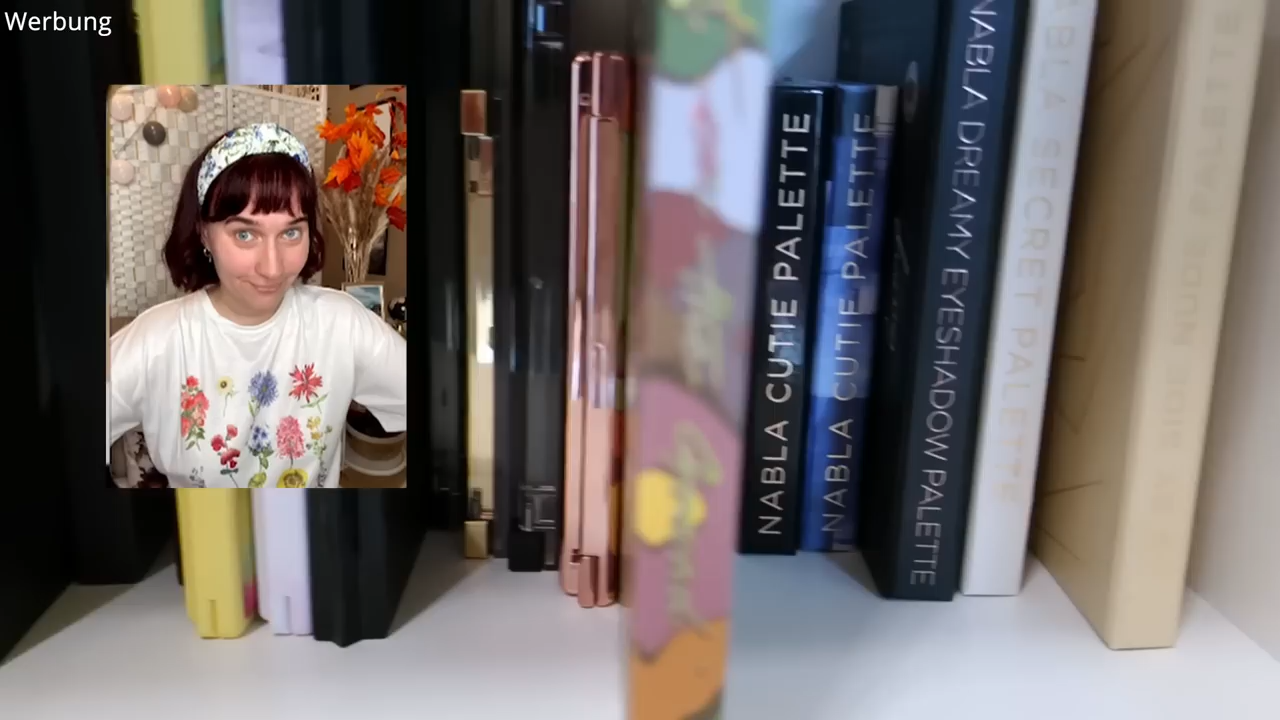 Werbung
NABLA CUTIE PALETTE
NABLA CUTIE PALETTE
NABLA DREAMY EYESHADOW PALETTE
NABLA SECRET PALETTE